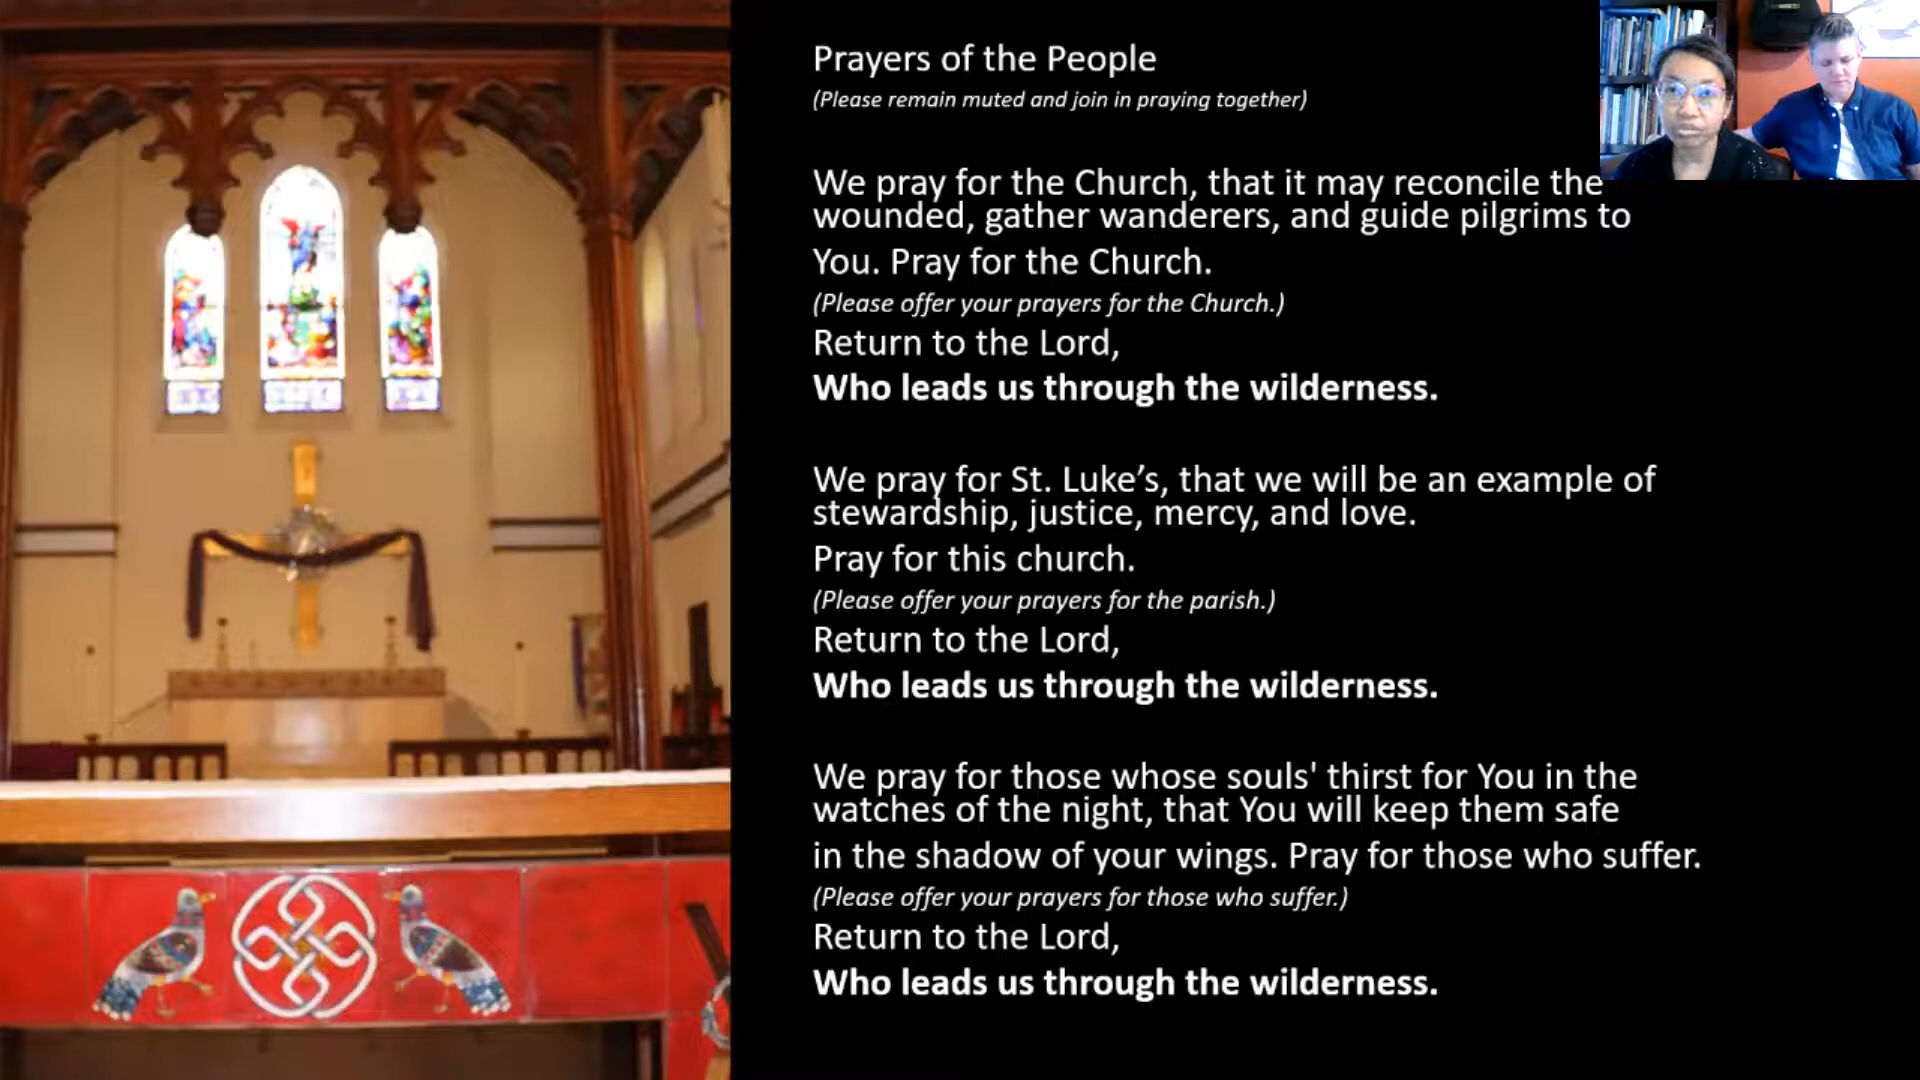 Prayers of the People
(Please remain muted and join in praying together)
We pray for the Church, that it may reconcile the
wounded, gather wanderers, and guide pilgrims to
You. Pray for the Church.
(Please offer your prayers for the Church.)
Return to the Lord,
Who leads us through the wilderness.
We pray for St. Luke’s, that we will be an example of
stewardship, justice, mercy, and love.
Pray for this church.
(Please offer your prayers for the parish.)
Return to the Lord,
Who leads us through the wilderness.
We pray for those whose souls' thirst for You in the
watches of the night, that You will keep them safe
in the shadow of your wings. Pray for those who suffer.
(Please offer your prayers for those who suffer.)
Return to the Lord,
Who leads us through the wilderness.